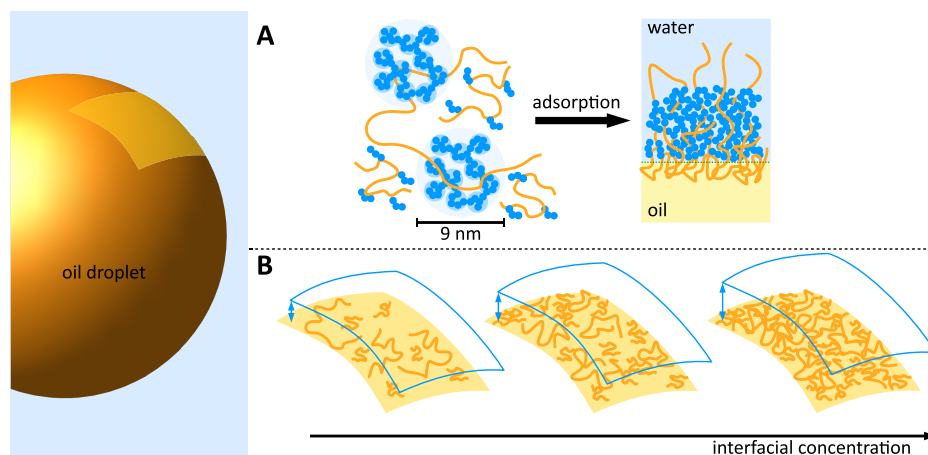 A
water
adsorption
oil
9 nm
oil droplet
B
interfacial concentration